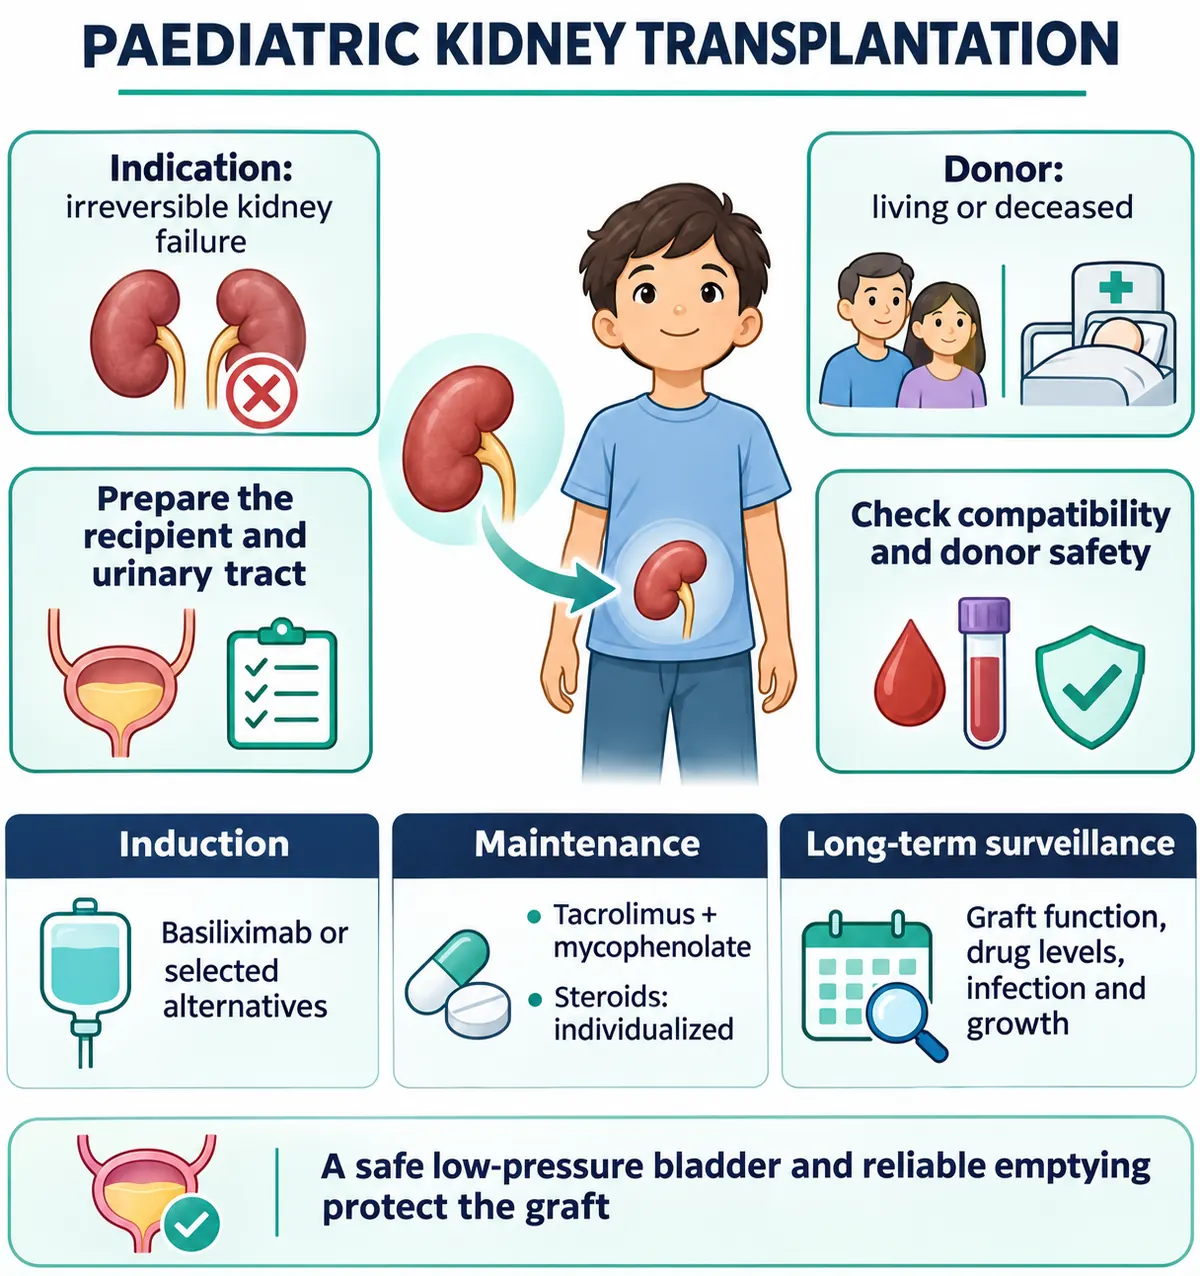 PAEDIATRIC KIDNEY TRANSPLANTATION
Indication:
irreversible kidney
failure
Donor:
living or deceased
Prepare the
recipient and
urinary tract
Check compatibility
and donor safety
Induction
Basiliximab or
selected
alternatives
Maintenance
• Tacrolimus +
mycophenolate
• Steroids:
individualized
Long-term surveillance
Graft function,
drug levels,
infection and
growth
A safe low-pressure bladder and reliable emptying
protect the graft